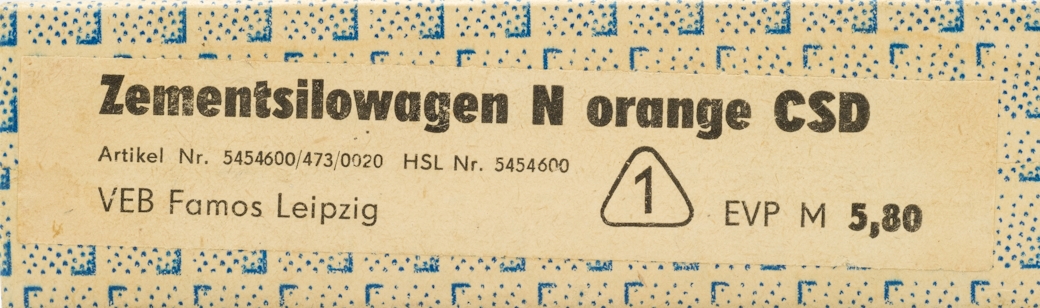 Zementsilowagen N orange CSD
Artikel Nr. 5454600/473/0020 HSL Nr. 5454600
VEB Famos Leipzig
1
EVP M 5,80